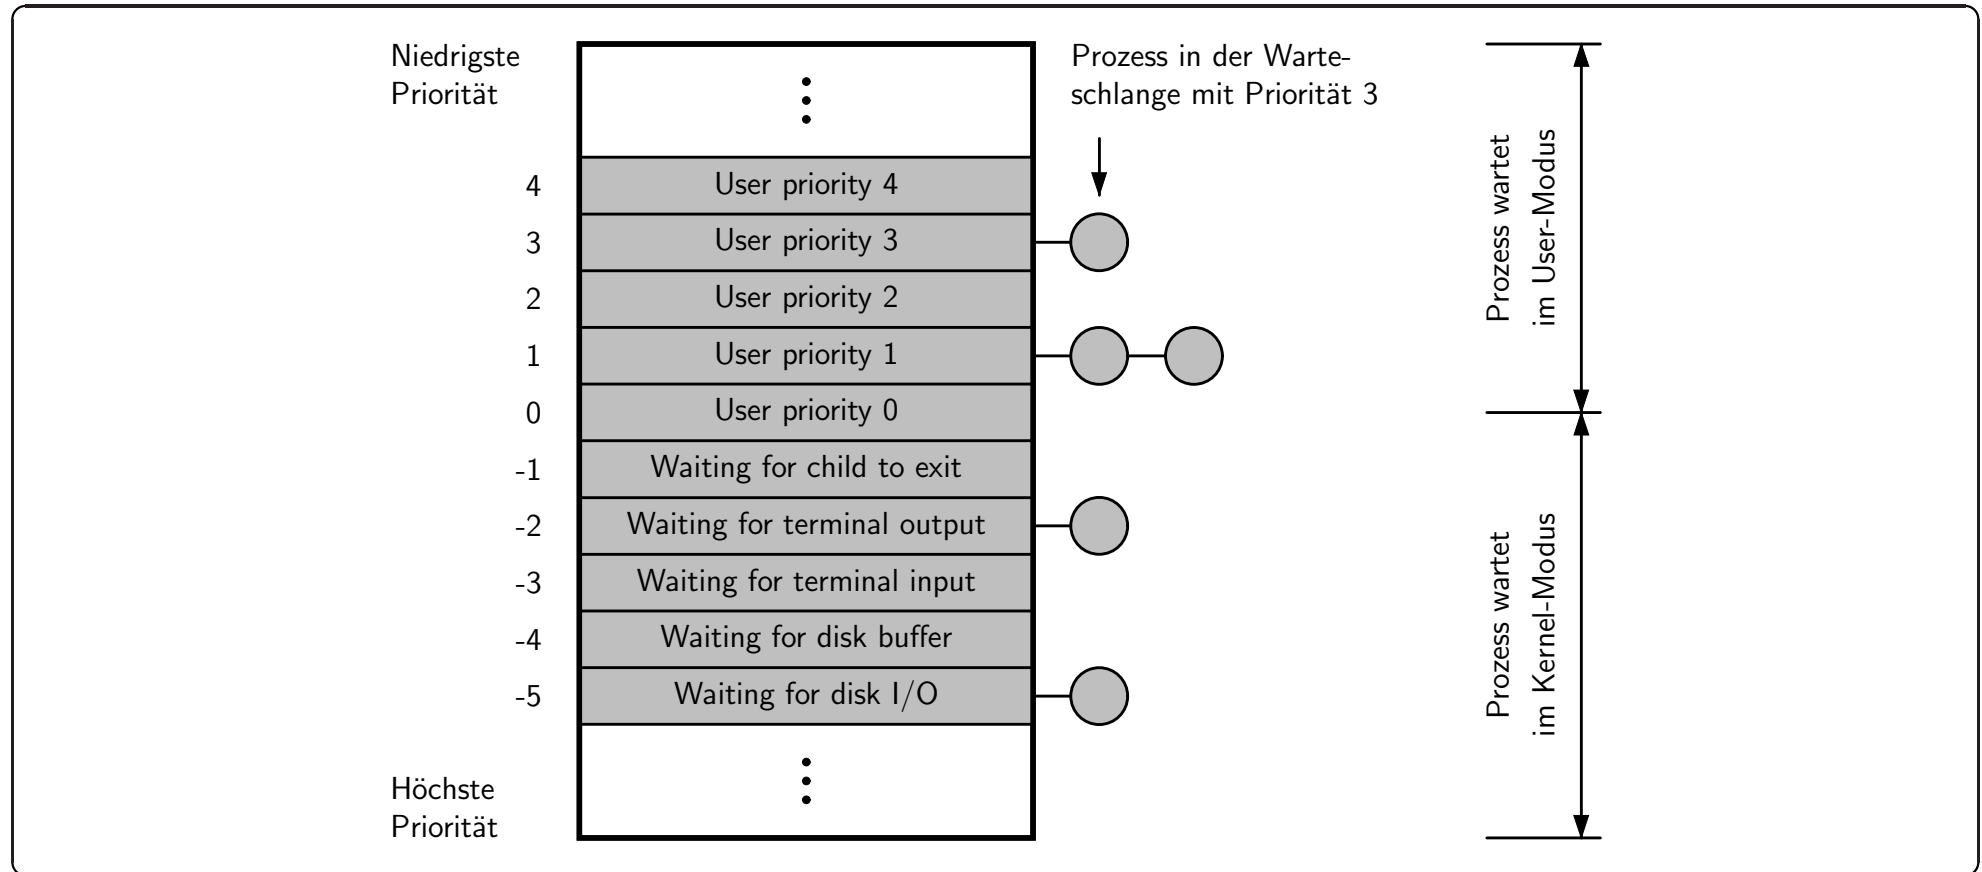 Niedrigste
Priorität
Prozess in der Warte-
schlange mit Priorität 3
4 User priority 4
3 User priority 3
2 User priority 2
1 User priority 1
0 User priority 0
-1 Waiting for child to exit
-2 Waiting for terminal output
-3 Waiting for terminal input
-4 Waiting for disk buffer
-5 Waiting for disk I/O
Höchste
Priorität
Prozess wartet
im User-Modus
Prozess wartet
im Kernel-Modus